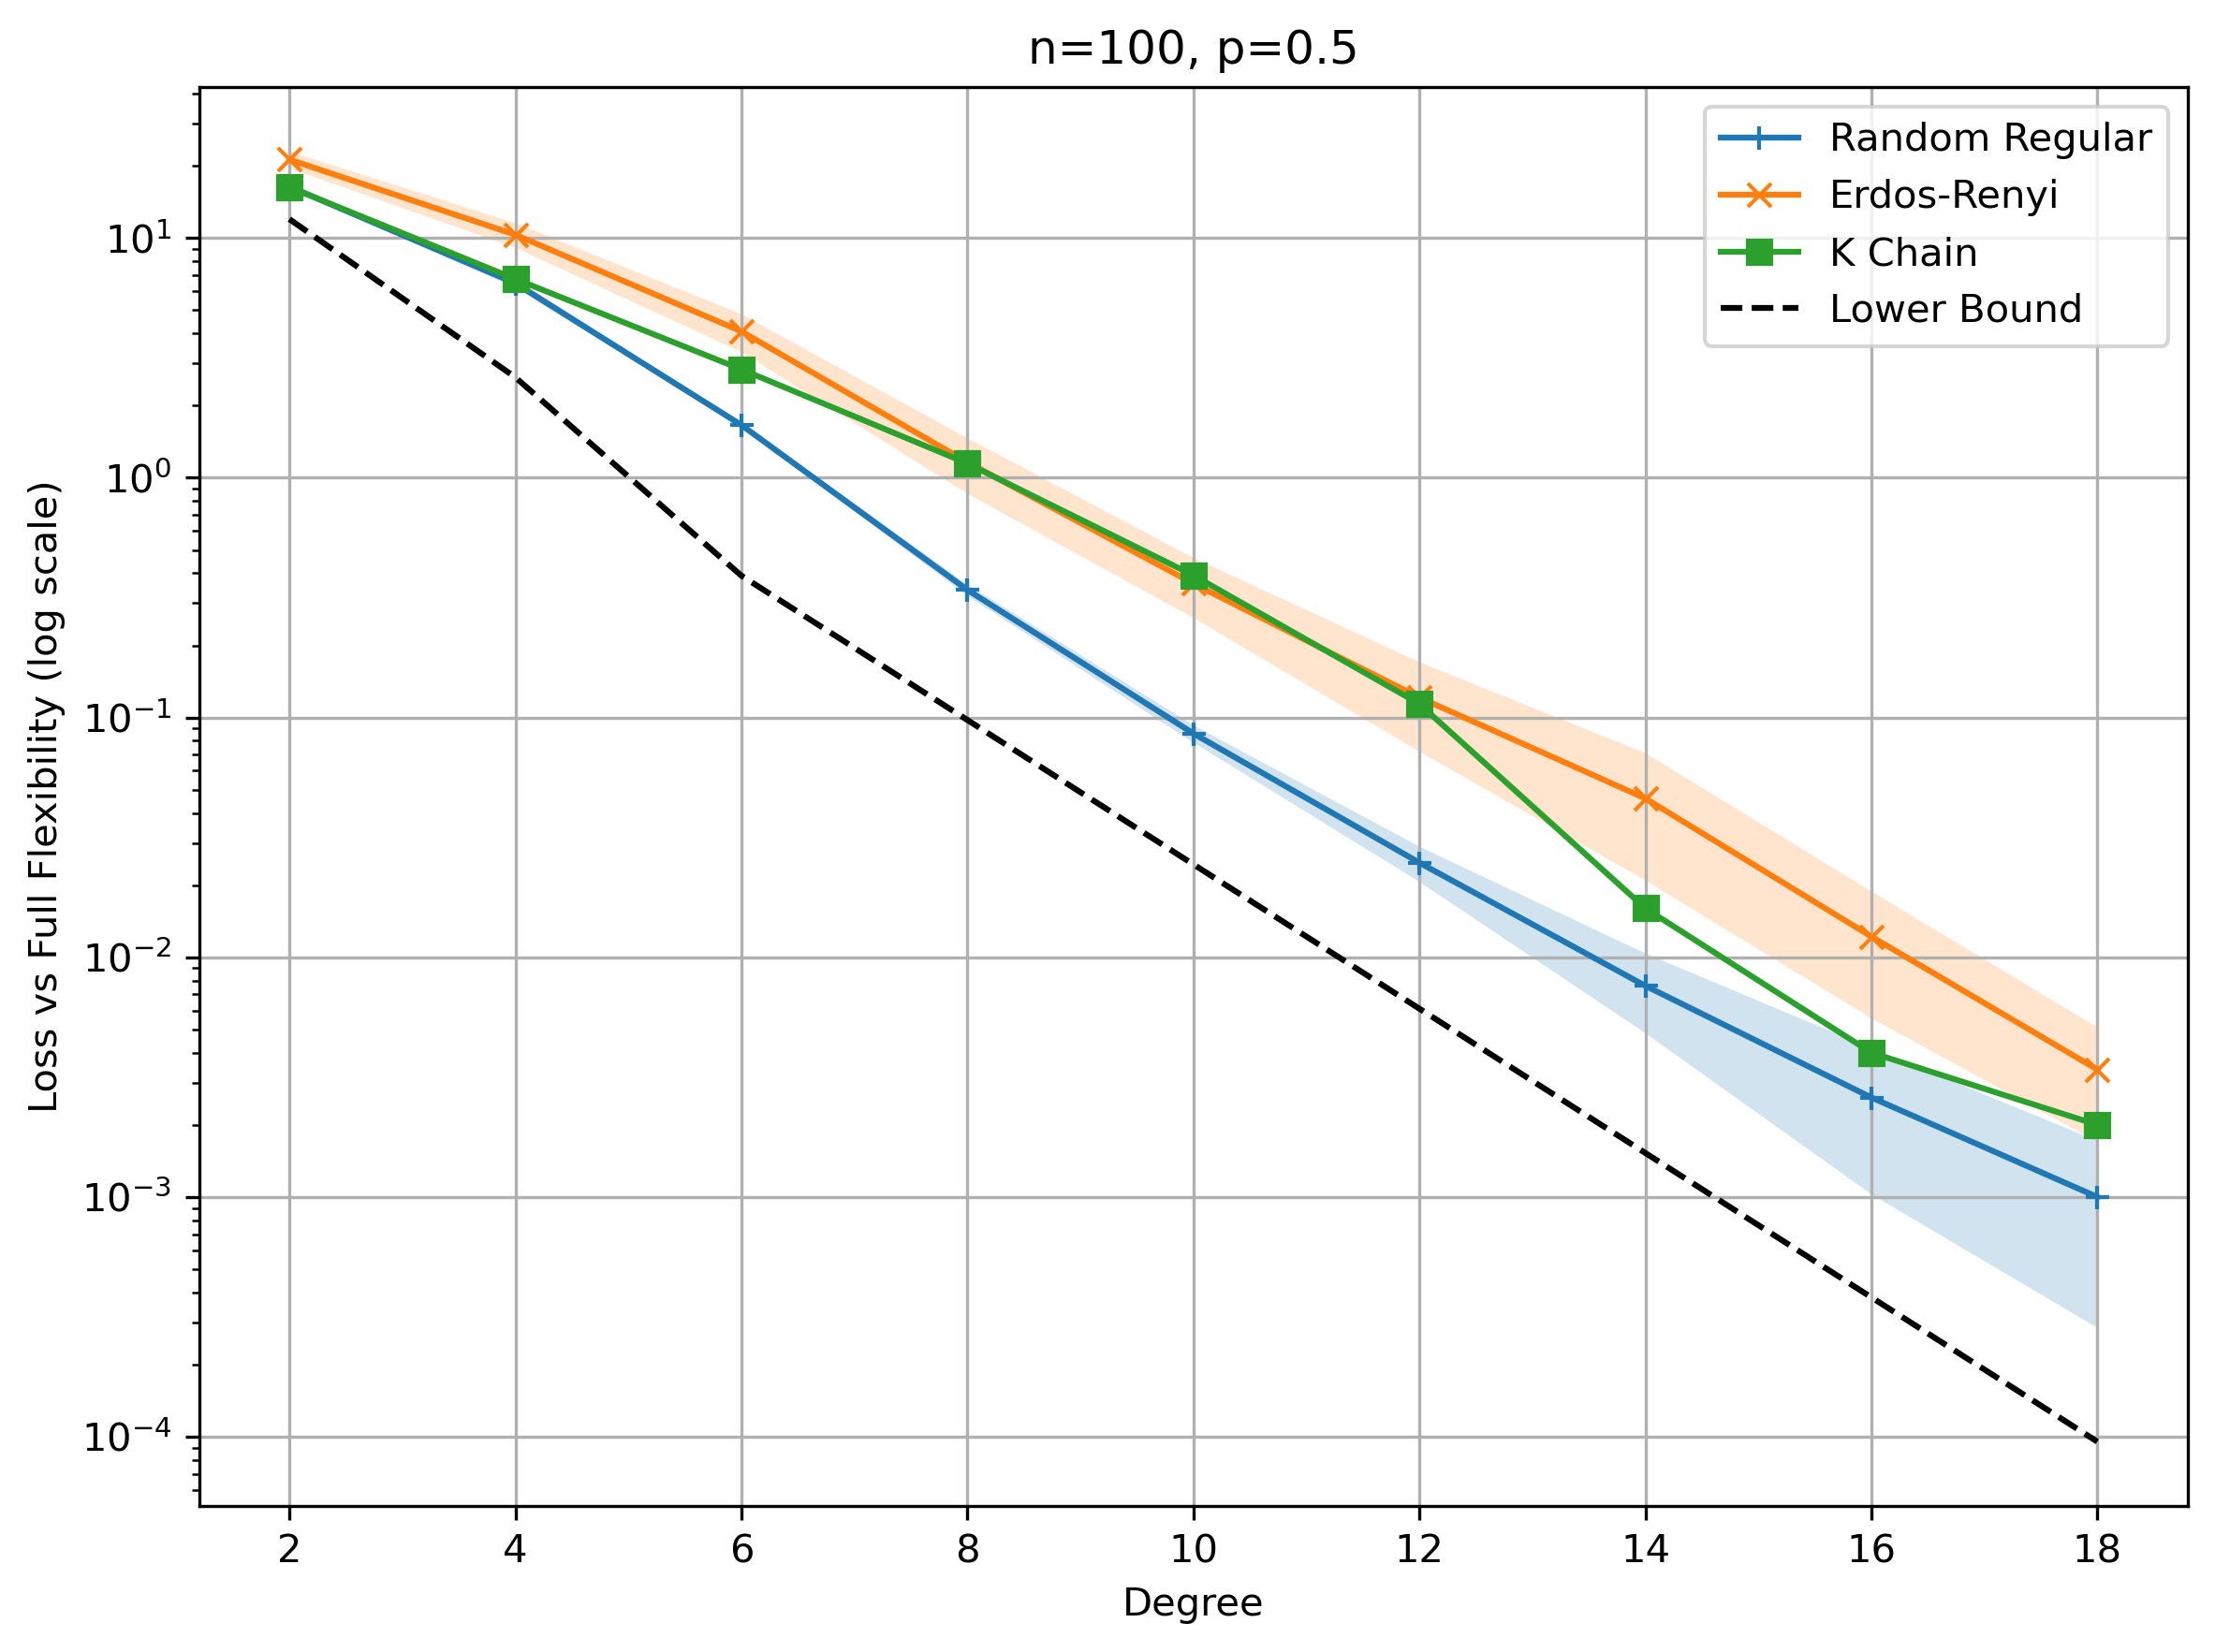 n=100, p=0.5
Random Regular
Erdos-Renyi
K Chain
Lower Bound
Loss vs Full Flexibility (log scale)
10¹
10⁰
10⁻¹
10⁻²
10⁻³
10⁻⁴
2 4 6 8 10 12 14 16 18
Degree